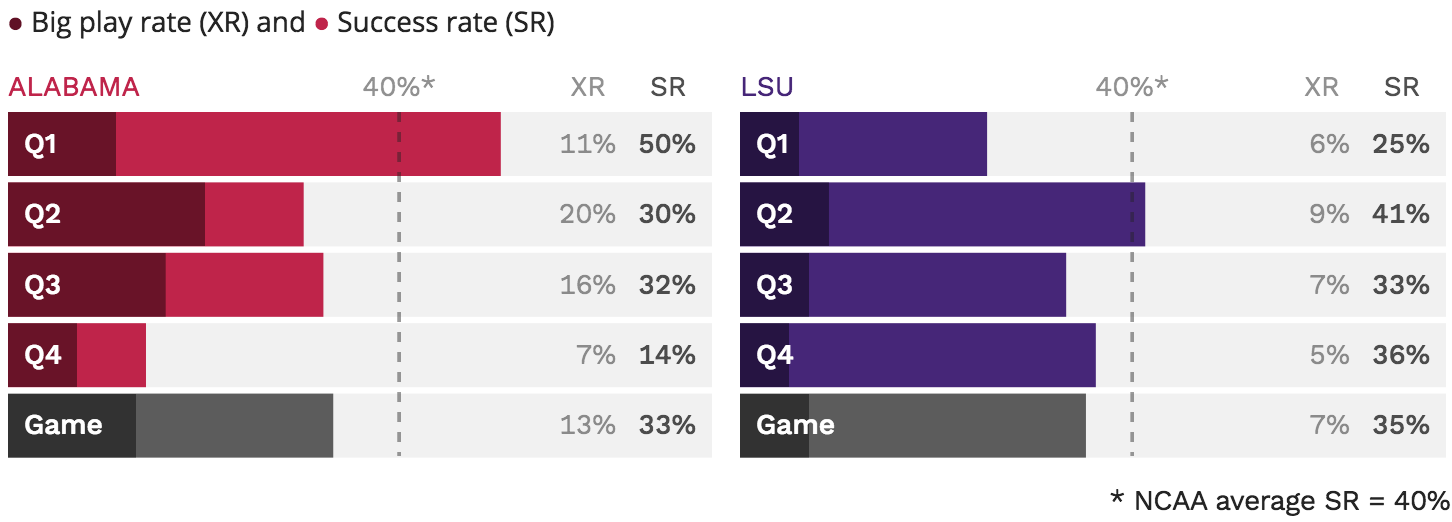 ● Big play rate (XR) and ● Success rate (SR)
ALABAMA 40%* XR SR
Q1 11% 50%
Q2 20% 30%
Q3 16% 32%
Q4 7% 14%
Game 13% 33%
LSU 40%* XR SR
Q1 6% 25%
Q2 9% 41%
Q3 7% 33%
Q4 5% 36%
Game 7% 35%
* NCAA average SR = 40%